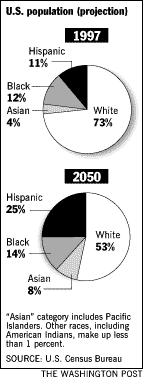 U.S. population (projection)
1997
Hispanic
11%
Black
12%
Asian
4%
White
73%
2050
Hispanic
25%
White
53%
Black
14%
Asian
8%
"Asian" category includes Pacific
Islanders. Other races, including
American Indians, make up less
than 1 percent.
SOURCE: U.S. Census Bureau
THE WASHINGTON POST